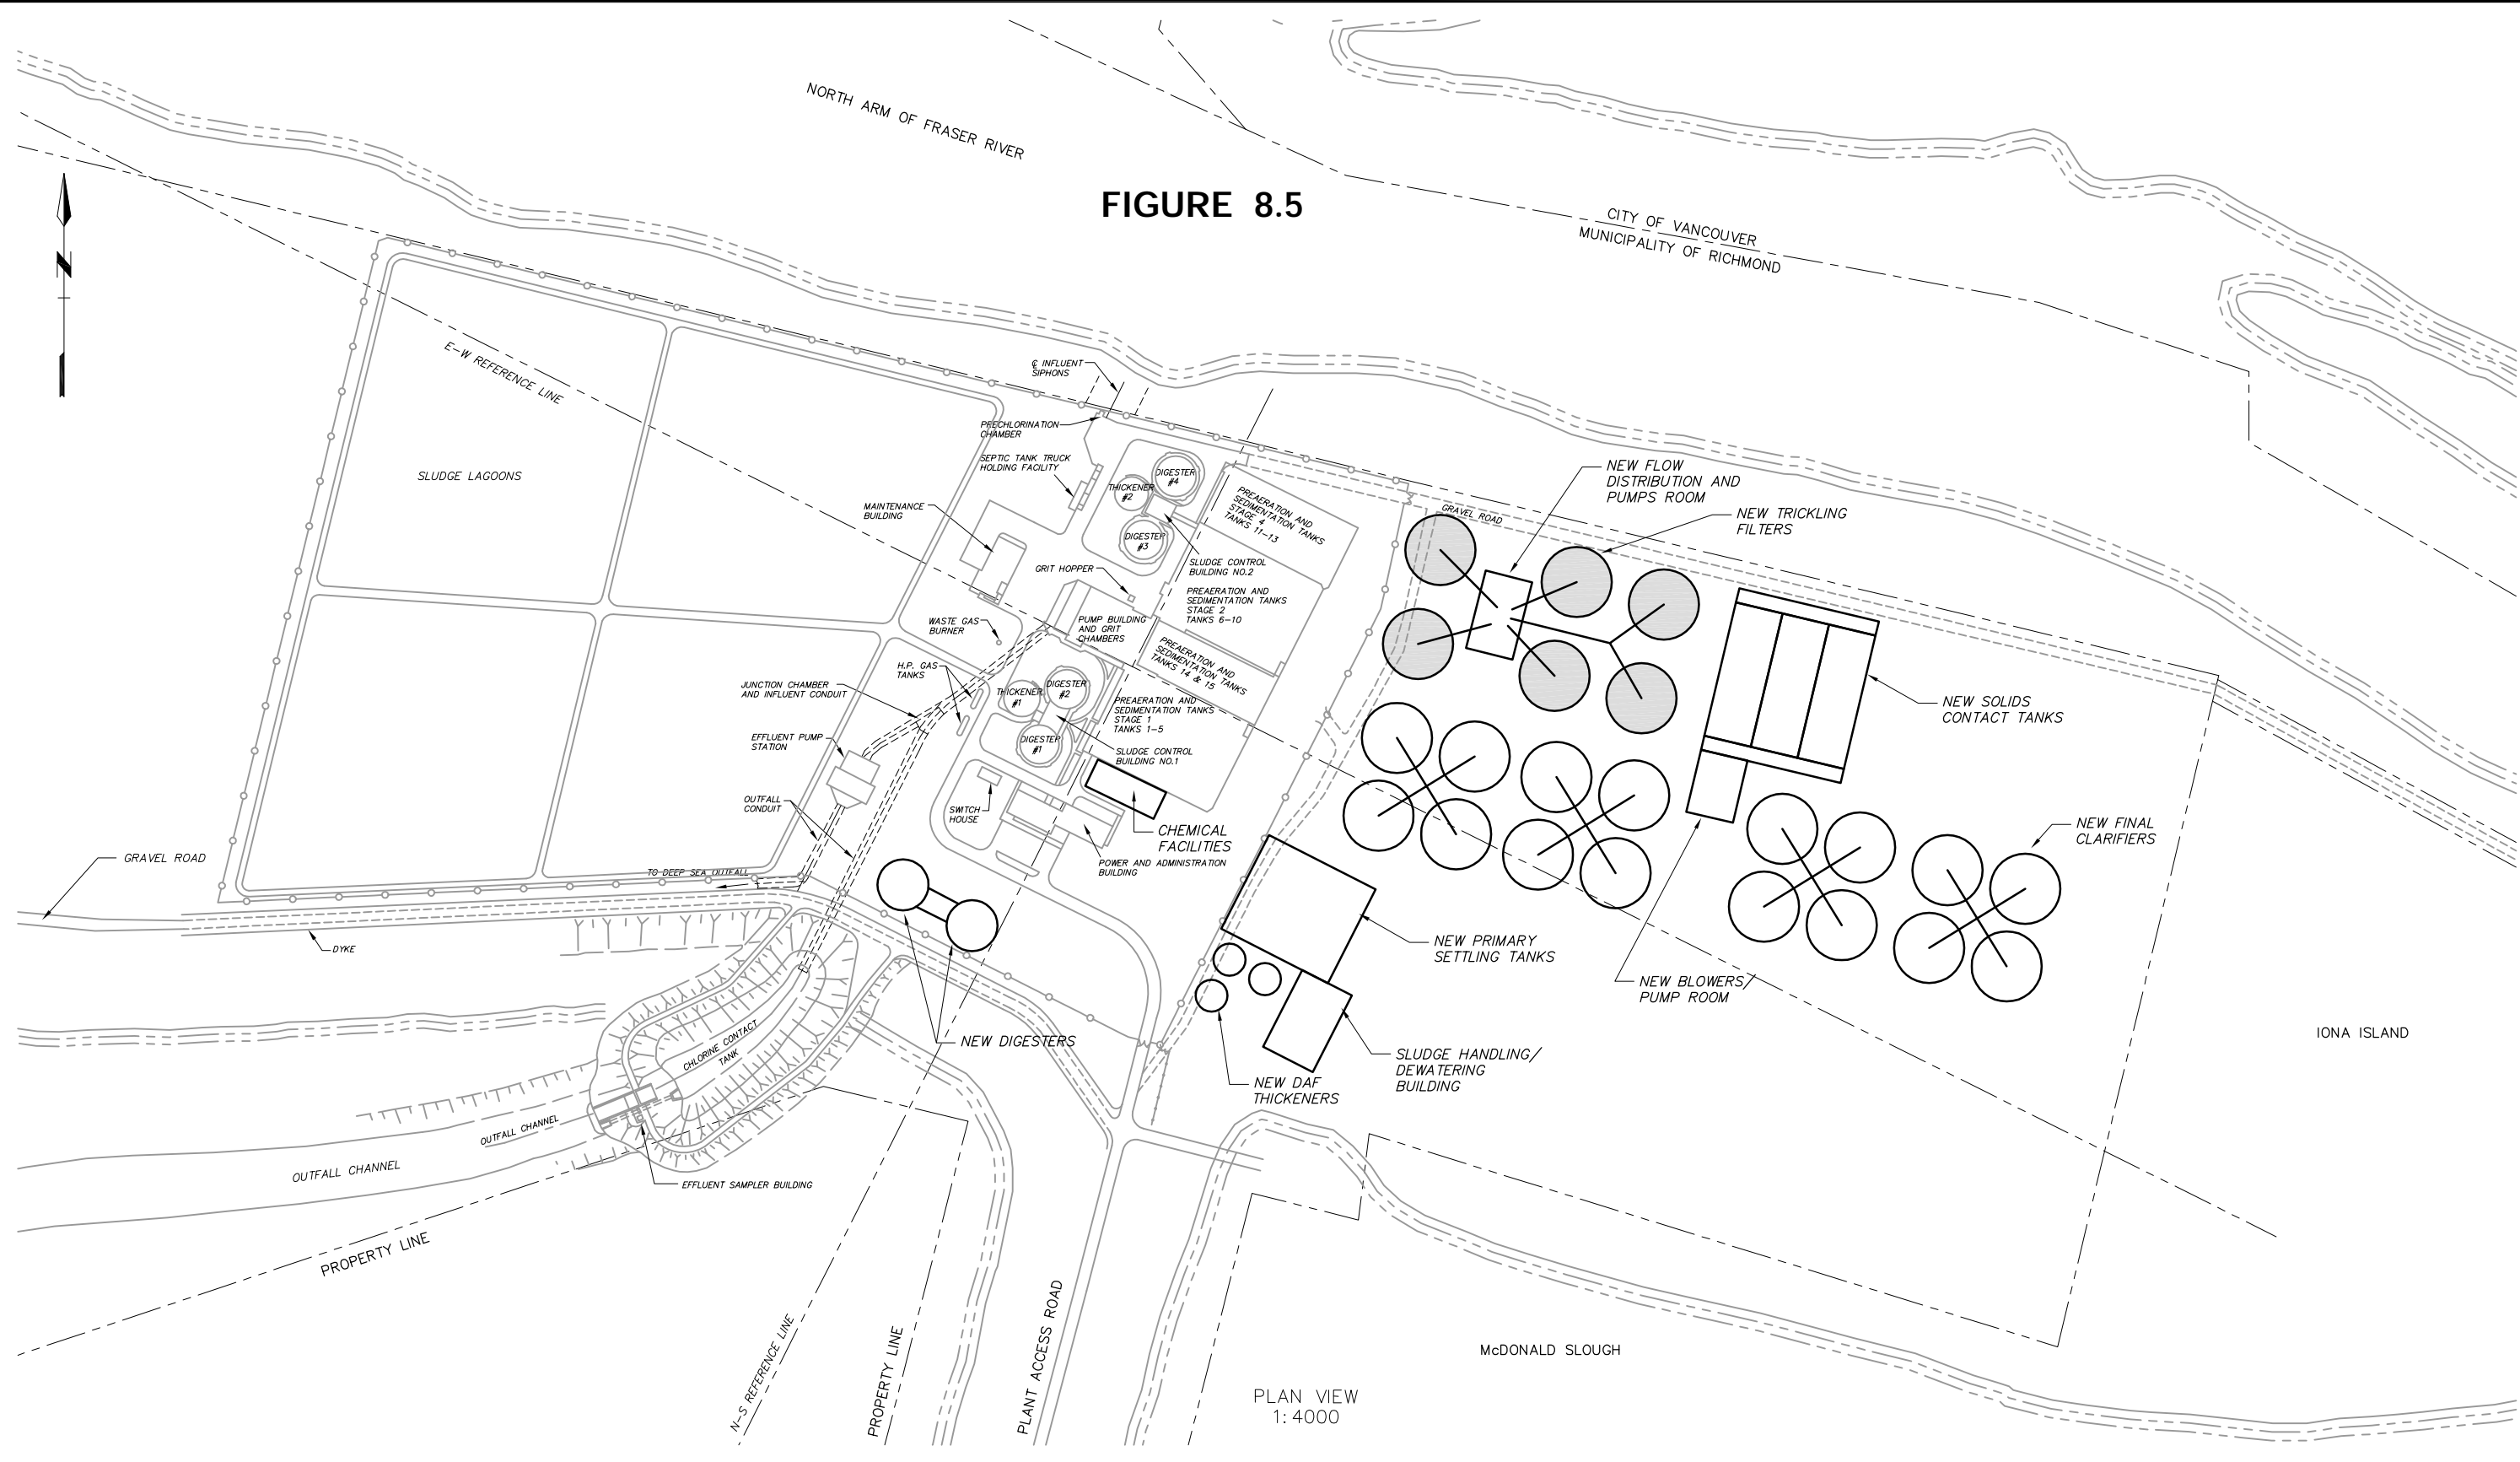 NORTH ARM OF FRASER RIVER
FIGURE 8.5
CITY OF VANCOUVER
MUNICIPALITY OF RICHMOND
N
E-W REFERENCE LINE
℄ INFLUENT
SIPHONS
PRECHLORINATION
CHAMBER
SEPTIC TANK TRUCK
HOLDING FACILITY
SLUDGE LAGOONS
MAINTENANCE
BUILDING
DIGESTER
#4
THICKENER
#2
DIGESTER
#3
PREAERATION AND
SEDIMENTATION TANKS
STAGE 4
TANKS 11-13
SLUDGE CONTROL
BUILDING NO.2
GRIT HOPPER
PREAERATION AND
SEDIMENTATION TANKS
STAGE 2
TANKS 6-10
PUMP BUILDING
AND GRIT
CHAMBERS
WASTE GAS
BURNER
PREAERATION AND
SEDIMENTATION TANKS
TANKS 14 & 15
H.P. GAS
TANKS
JUNCTION CHAMBER
AND INFLUENT CONDUIT
THICKENER
#1
DIGESTER
#2
PREAERATION AND
SEDIMENTATION TANKS
STAGE 1
TANKS 1-5
DIGESTER
#1
SLUDGE CONTROL
BUILDING NO.1
EFFLUENT PUMP
STATION
OUTFALL
CONDUIT
SWITCH
HOUSE
CHEMICAL
FACILITIES
POWER AND ADMINISTRATION
BUILDING
GRAVEL ROAD
NEW FLOW
DISTRIBUTION AND
PUMPS ROOM
NEW TRICKLING
FILTERS
NEW SOLIDS
CONTACT TANKS
NEW FINAL
CLARIFIERS
GRAVEL ROAD
TO DEEP SEA OUTFALL
DYKE
NEW PRIMARY
SETTLING TANKS
NEW BLOWERS/
PUMP ROOM
NEW DIGESTERS
SLUDGE HANDLING/
DEWATERING
BUILDING
NEW DAF
THICKENERS
IONA ISLAND
CHLORINE CONTACT
TANK
OUTFALL CHANNEL
OUTFALL CHANNEL
EFFLUENT SAMPLER BUILDING
PROPERTY LINE
N-S REFERENCE LINE
PROPERTY LINE
PLANT ACCESS ROAD
McDONALD SLOUGH
PLAN VIEW
1:4000